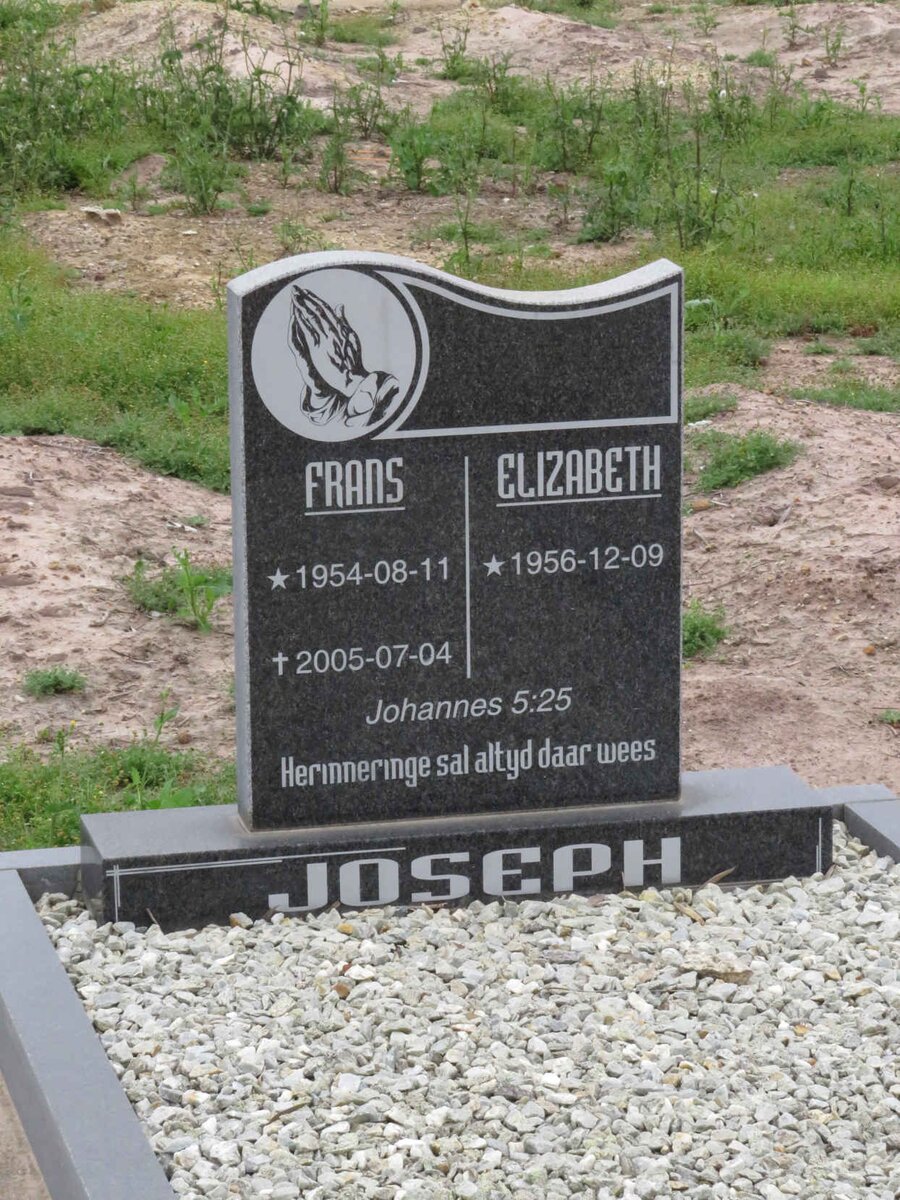 FRANS
★1954-08-11
✝2005-07-04
ELIZABETH
★1956-12-09
Johannes 5:25
Herinneringe sal altyd daar wees
JOSEPH